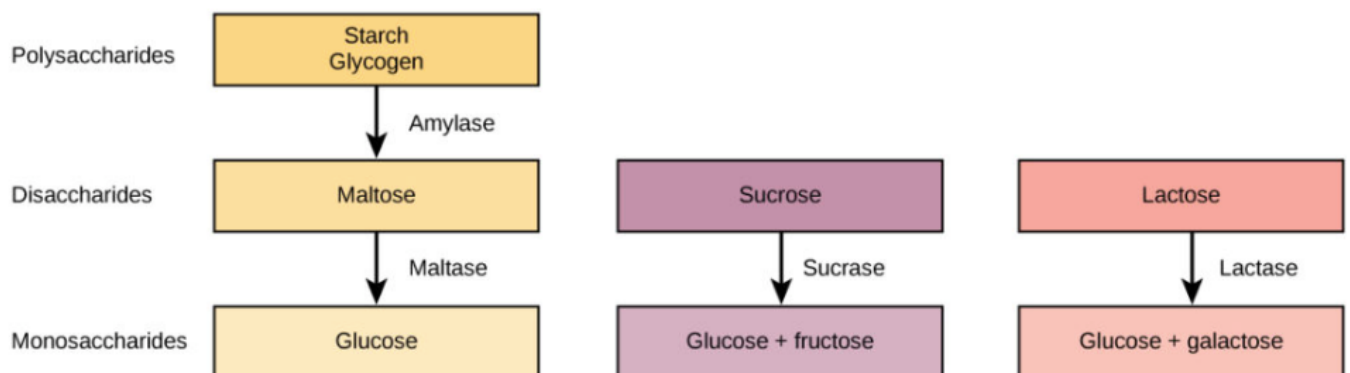 Polysaccharides
Starch
Glycogen
Amylase
Disaccharides
Maltose
Sucrose
Lactose
Maltase
Sucrase
Lactase
Monosaccharides
Glucose
Glucose + fructose
Glucose + galactose